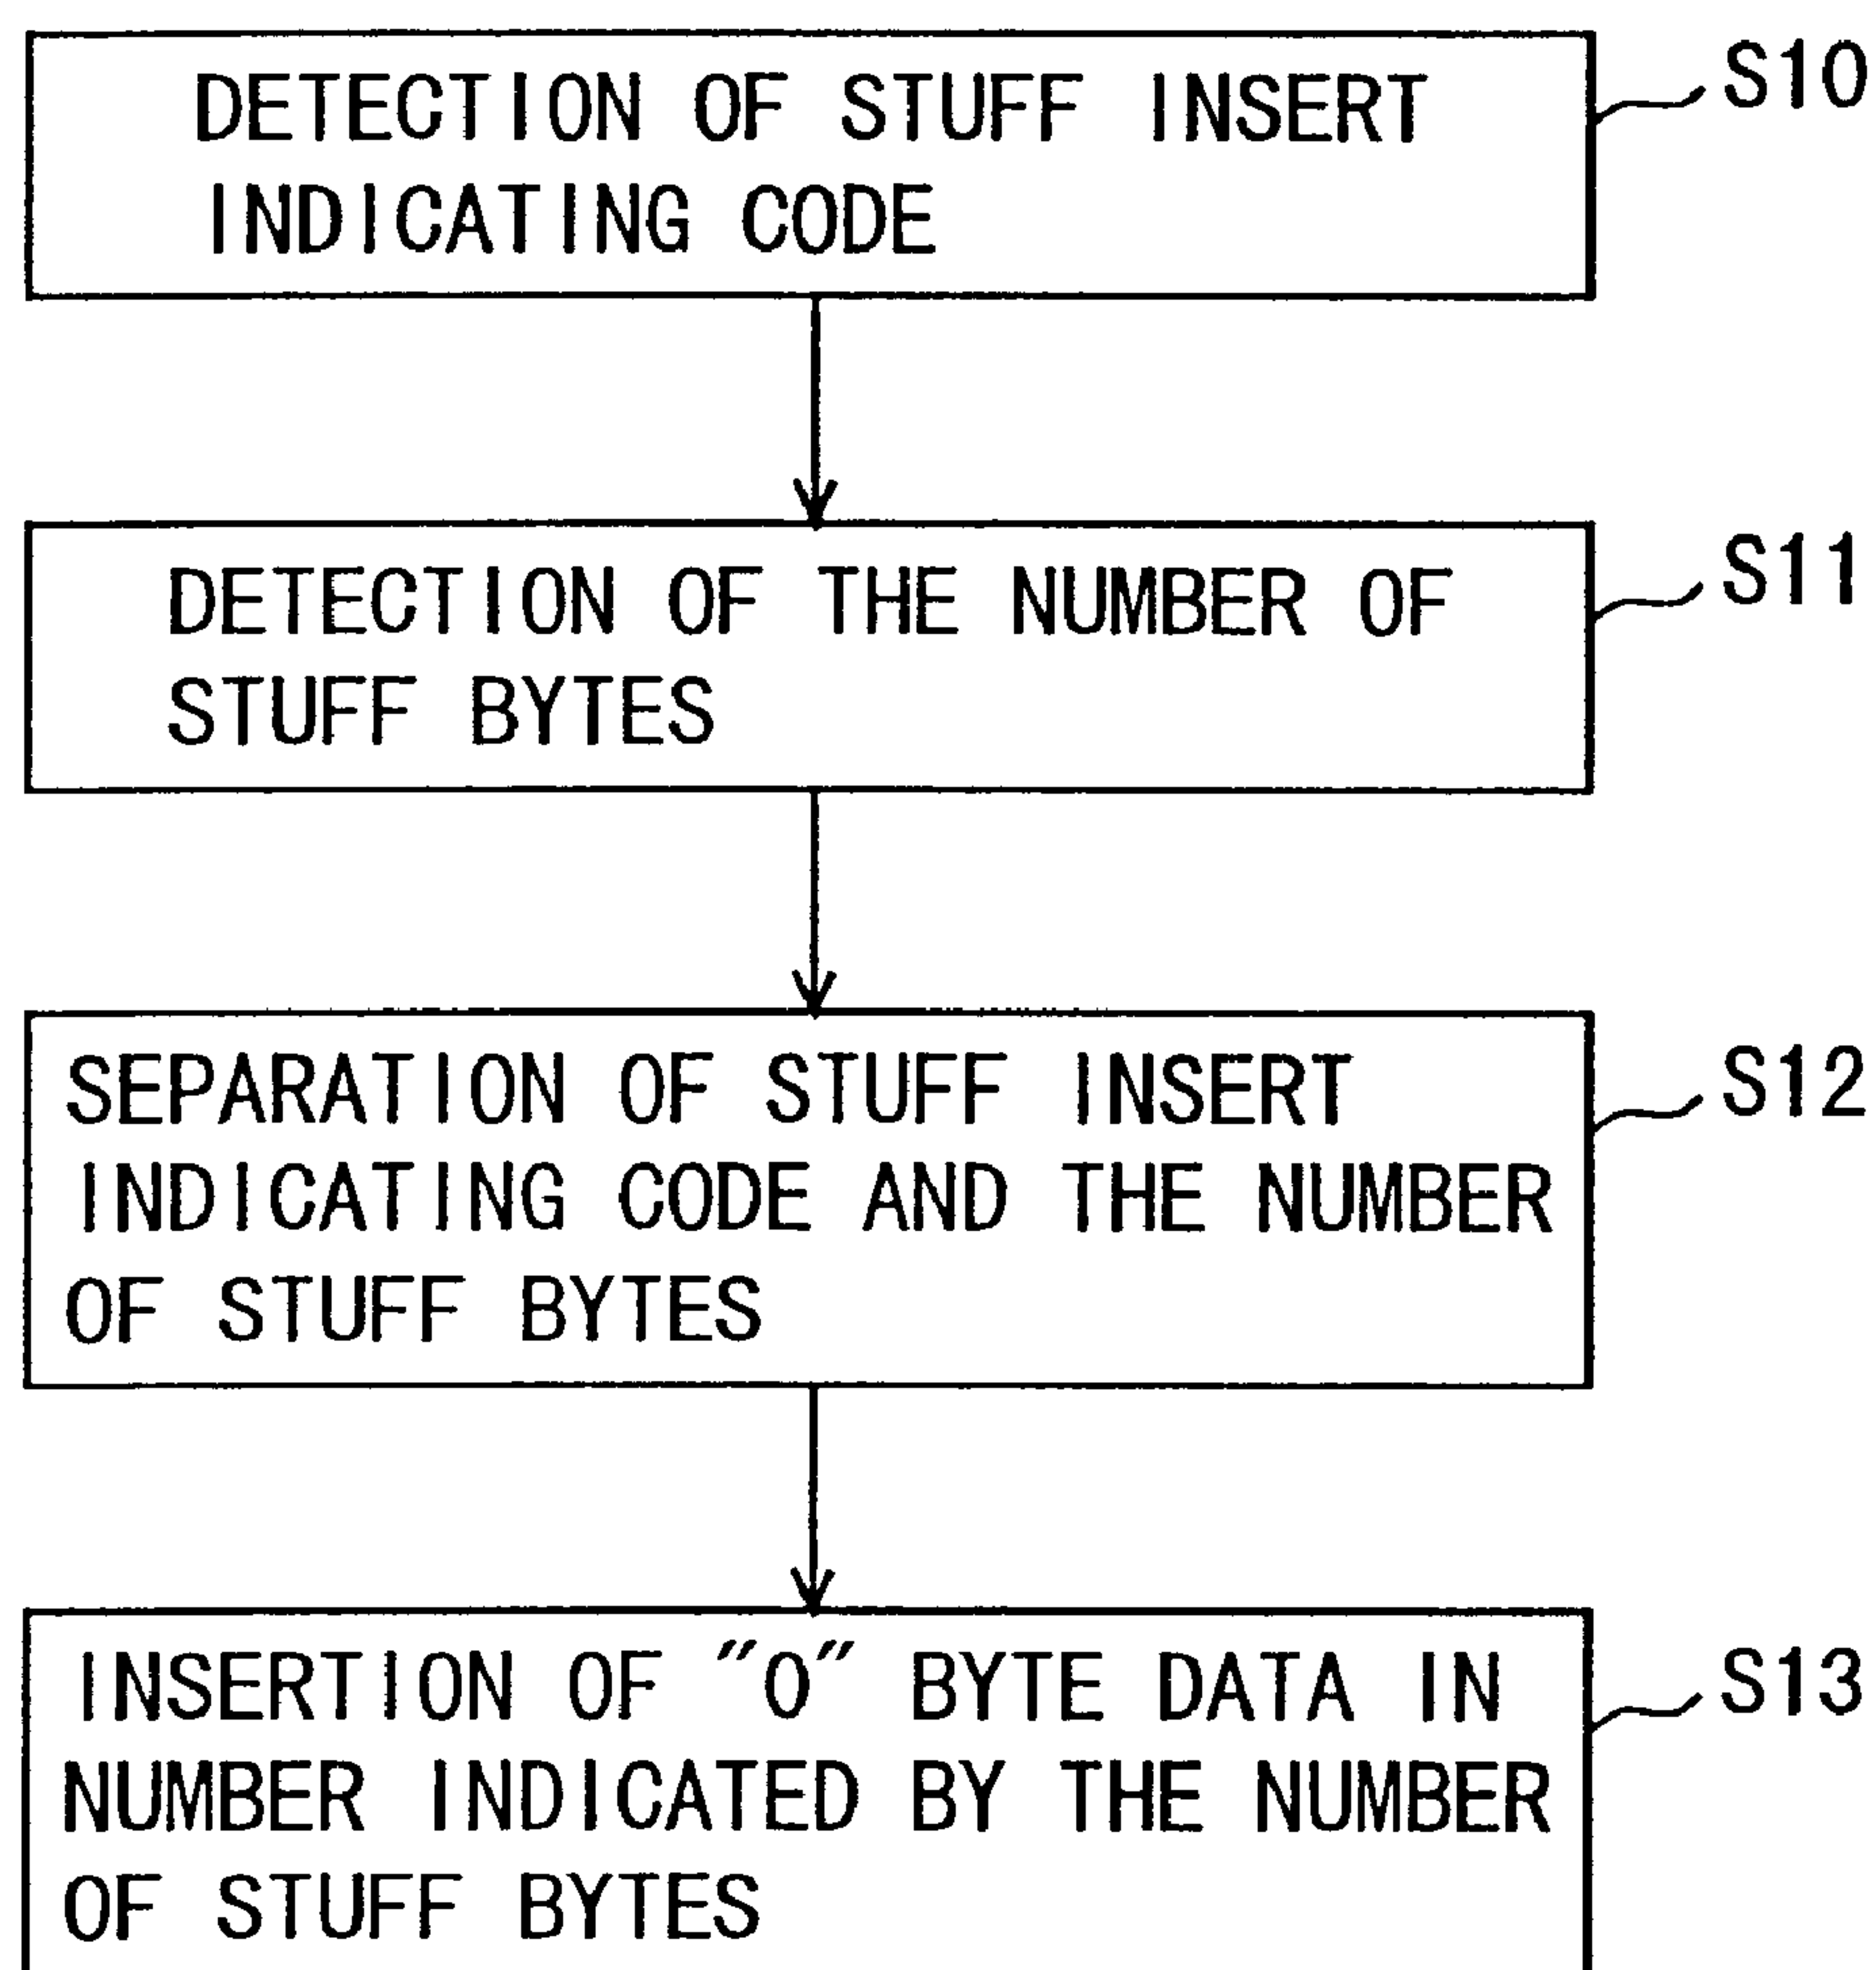 DETECTION OF STUFF INSERT S10
INDICATING CODE
DETECTION OF THE NUMBER OF S11
STUFF BYTES
SEPARATION OF STUFF INSERT S12
INDICATING CODE AND THE NUMBER
OF STUFF BYTES
INSERTION OF "0" BYTE DATA IN S13
NUMBER INDICATED BY THE NUMBER
OF STUFF BYTES